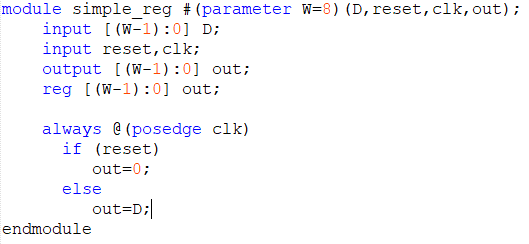 module simple_reg #(parameter W=8)(D,reset,clk,out);
    input [(W-1):0] D;
    input reset,clk;
    output [(W-1):0] out;
    reg [(W-1):0] out;

    always @(posedge clk)
      if (reset)
         out=0;
      else
         out=D;
endmodule